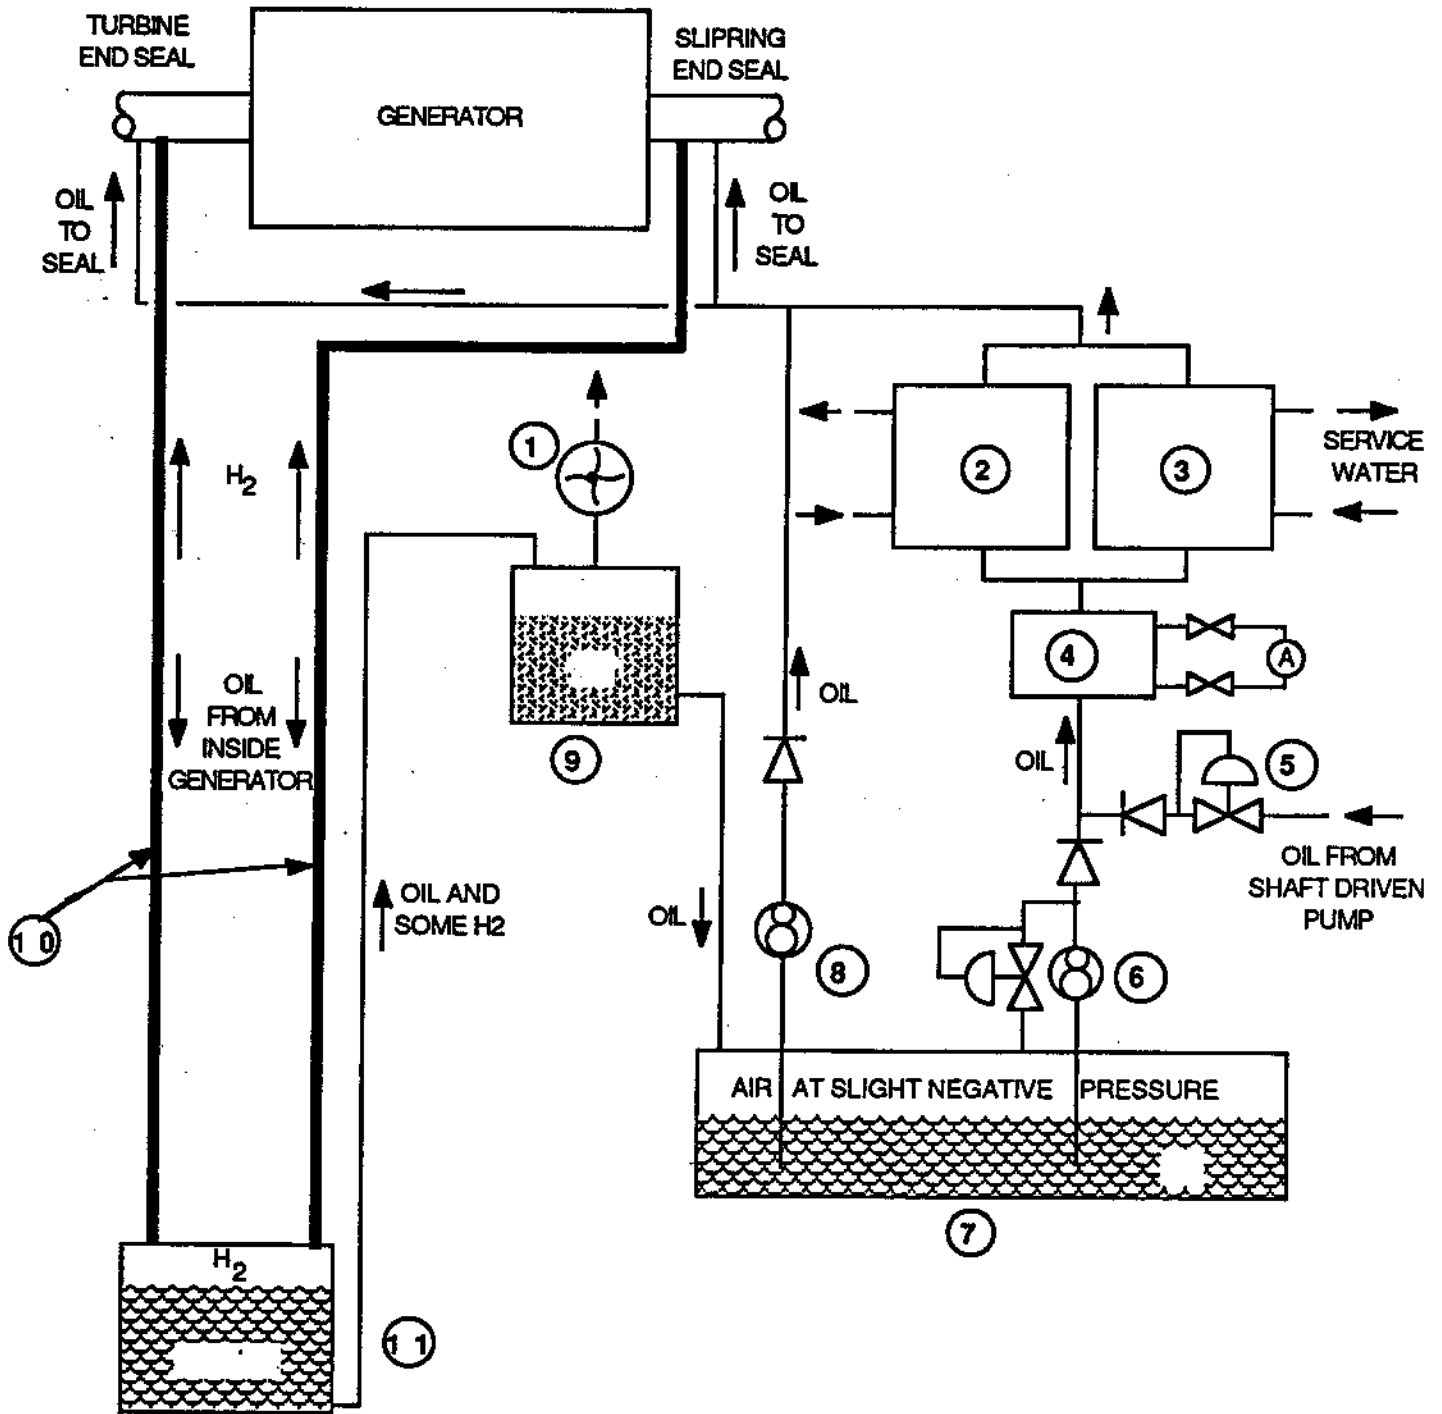 TURBINE
END SEAL
SLIPRING
END SEAL
GENERATOR
OIL
TO
SEAL
OIL
TO
SEAL
1
2
3
SERVICE
WATER
H2
4
A
OIL
FROM
INSIDE
GENERATOR
OIL
9
OIL
5
OIL FROM
SHAFT DRIVEN
PUMP
10
OIL AND
SOME H2
OIL
8
6
AIR AT SLIGHT NEGATIVE PRESSURE
7
H2
11